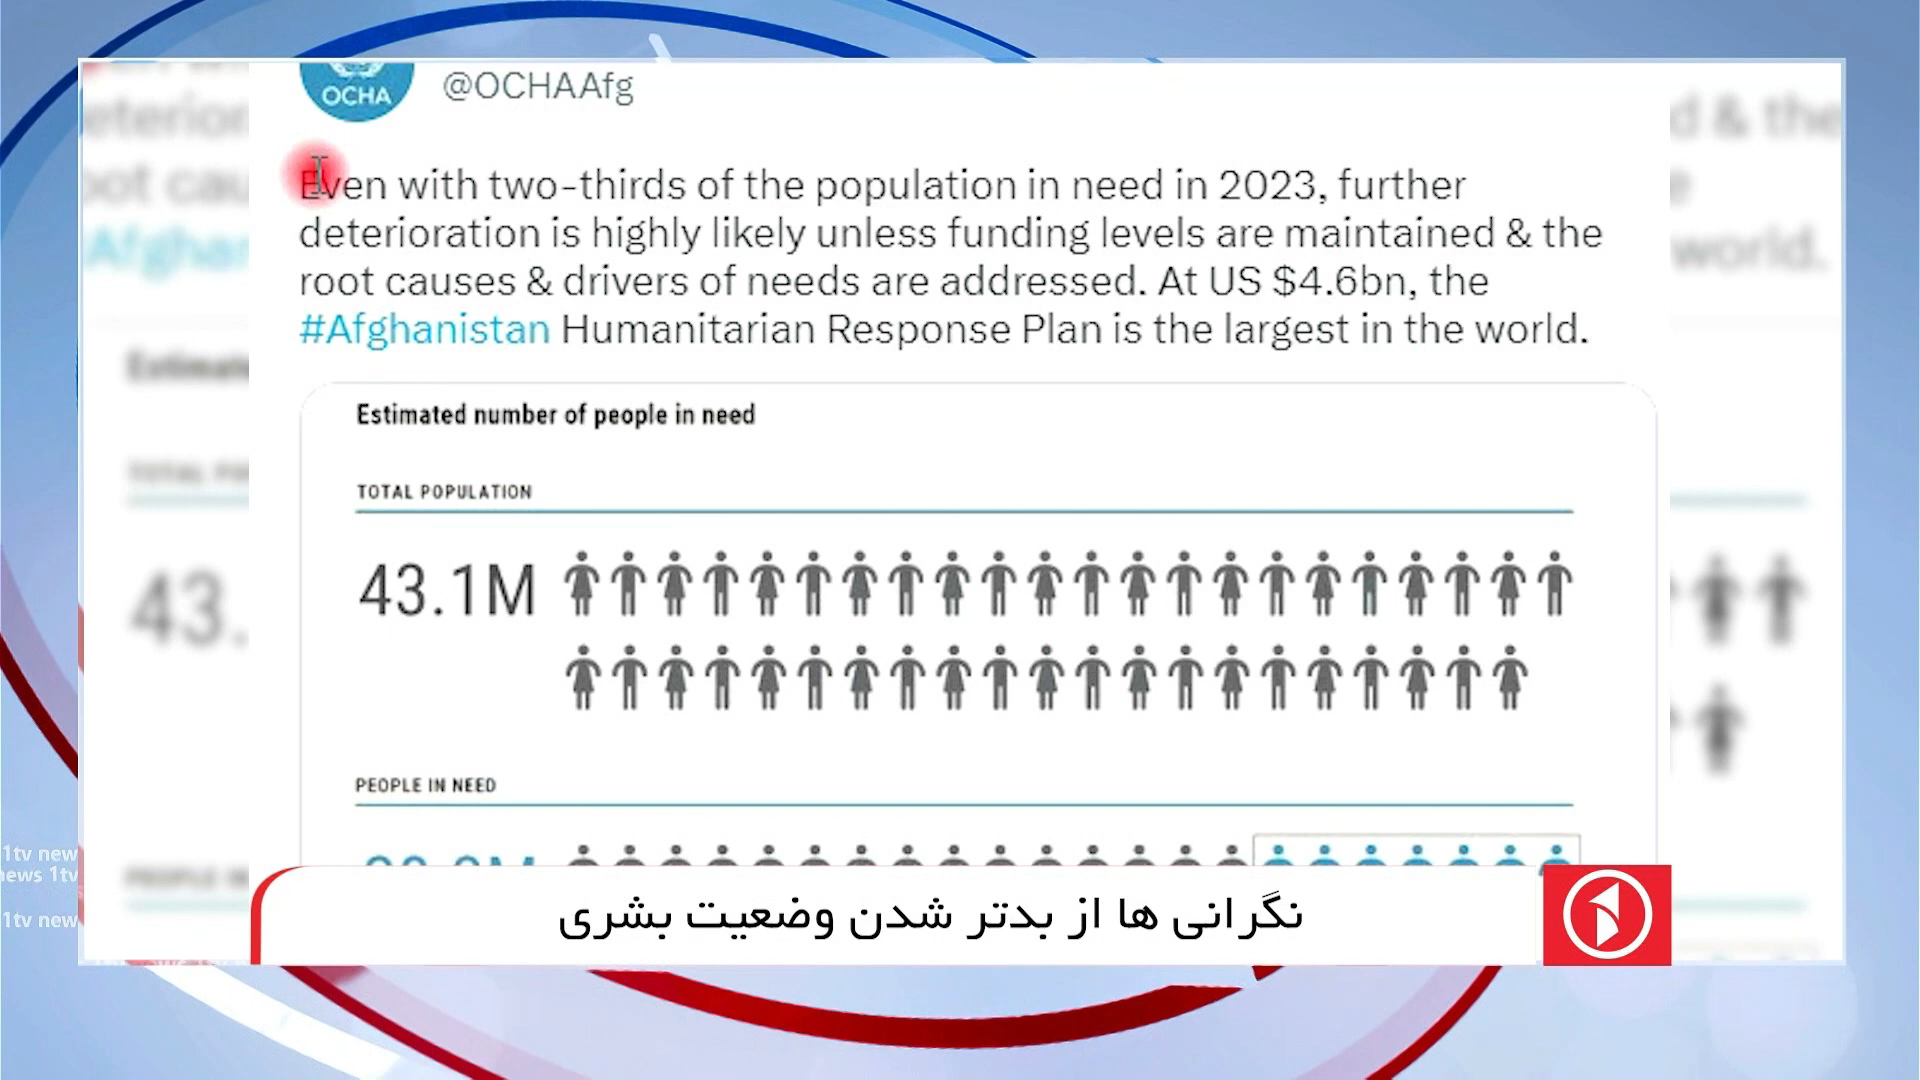 OCHA
@OCHAAfg
Even with two-thirds of the population in need in 2023, further
deterioration is highly likely unless funding levels are maintained & the
root causes & drivers of needs are addressed. At US $4.6bn, the
#Afghanistan Humanitarian Response Plan is the largest in the world.
Estimated number of people in need
TOTAL POPULATION
43.1M
PEOPLE IN NEED
نگرانی ها از بدتر شدن وضعیت بشری
1tv new
news 1tv
1tv new